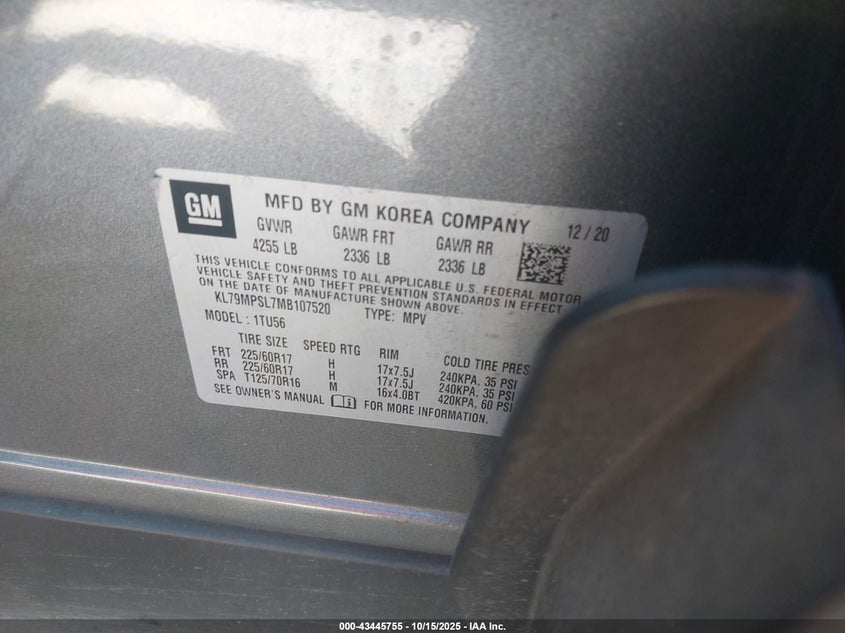 GM
MFD BY GM KOREA COMPANY 12 / 20
GVWR GAWR FRT GAWR RR
4255 LB 2336 LB 2336 LB
THIS VEHICLE CONFORMS TO ALL APPLICABLE U.S. FEDERAL MOTOR
VEHICLE SAFETY AND THEFT PREVENTION STANDARDS IN EFFECT
ON THE DATE OF MANUFACTURE SHOWN ABOVE.
KL79MPSL7MB107520 TYPE: MPV
MODEL : 1TU56
TIRE SIZE SPEED RTG RIM COLD TIRE PRES
FRT 225/60R17 H 17x7.5J 240KPA, 35 PSI
RR 225/60R17 H 17x7.5J 240KPA, 35 PSI
SPA T125/70R16 M 16x4.0BT 420KPA, 60 PSI
SEE OWNER'S MANUAL FOR MORE INFORMATION.
000-43445755 - 10/15/2025 - IAA Inc.